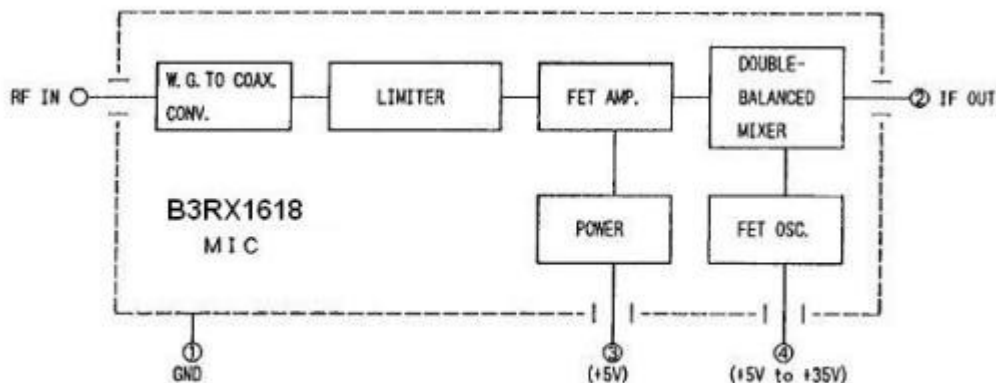 W. G. TO COAX.
CONV.
LIMITER
FET AMP.
DOUBLE-
BALANCED
MIXER
RF IN
② IF OUT
B3RX1618
MIC
POWER
FET OSC.
①
GND
③
(+5V)
④
(+5V to +35V)